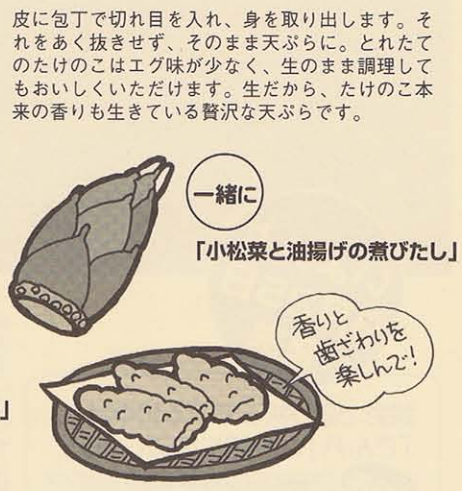 皮に包丁で切れ目を入れ、身を取り出します。そ
れをあく抜きせず、そのまま天ぷらに。とれたて
のたけのこはエグ味が少なく、生のまま調理して
もおいしくいただけます。生だから、たけのこ本
来の香りも生きている贅沢な天ぷらです。
一緒に
「小松菜と油揚げの煮びたし」
香りと
歯ざわりを
楽しんで!
」